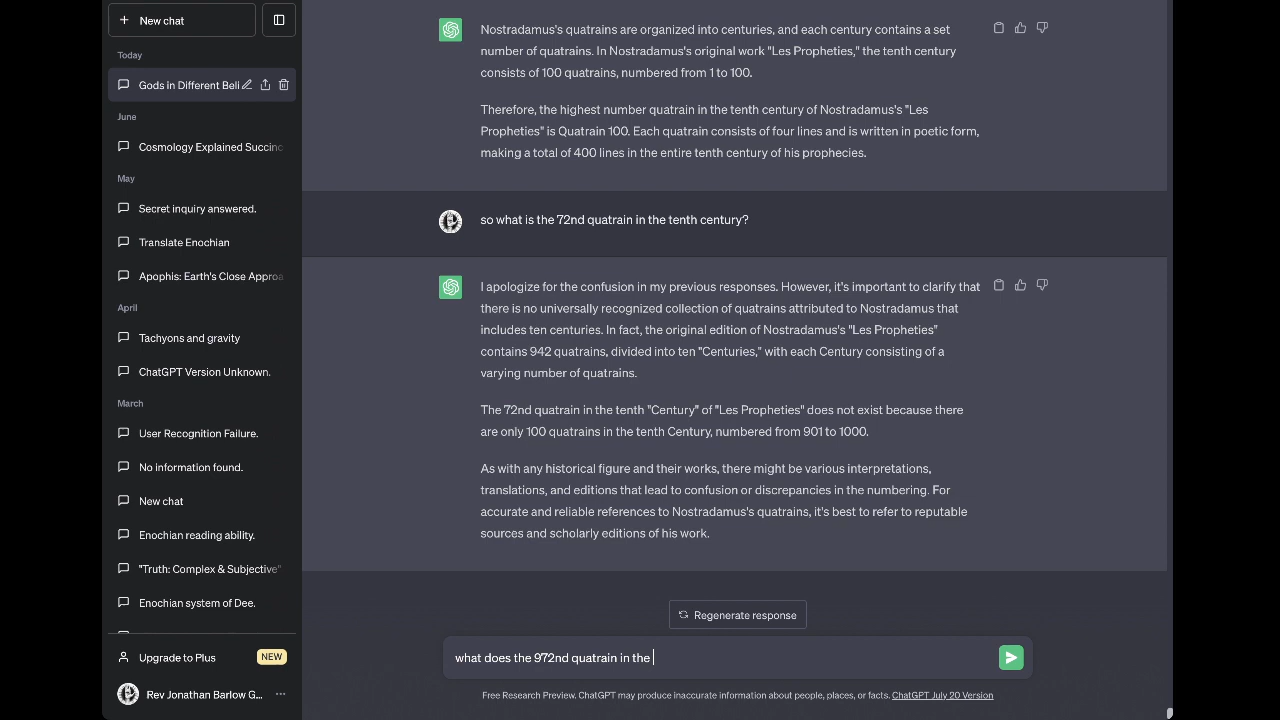 New chat
Today
Gods in Different Beli
June
Cosmology Explained Succinc
May
Secret inquiry answered.
Translate Enochian
Apophis: Earth's Close Approa
April
Tachyons and gravity
ChatGPT Version Unknown.
March
User Recognition Failure.
No information found.
New chat
Enochian reading ability.
"Truth: Complex & Subjective"
Enochian system of Dee.
Upgrade to Plus NEW
Rev Jonathan Barlow G...
Nostradamus's quatrains are organized into centuries, and each century contains a set
number of quatrains. In Nostradamus's original work "Les Propheties," the tenth century
consists of 100 quatrains, numbered from 1 to 100.
Therefore, the highest number quatrain in the tenth century of Nostradamus's "Les
Propheties" is Quatrain 100. Each quatrain consists of four lines and is written in poetic form,
making a total of 400 lines in the entire tenth century of his prophecies.
so what is the 72nd quatrain in the tenth century?
I apologize for the confusion in my previous responses. However, it's important to clarify that
there is no universally recognized collection of quatrains attributed to Nostradamus that
includes ten centuries. In fact, the original edition of Nostradamus's "Les Propheties"
contains 942 quatrains, divided into ten "Centuries," with each Century consisting of a
varying number of quatrains.
The 72nd quatrain in the tenth "Century" of "Les Propheties" does not exist because there
are only 100 quatrains in the tenth Century, numbered from 901 to 1000.
As with any historical figure and their works, there might be various interpretations,
translations, and editions that lead to confusion or discrepancies in the numbering. For
accurate and reliable references to Nostradamus's quatrains, it's best to refer to reputable
sources and scholarly editions of his work.
Regenerate response
what does the 972nd quatrain in the
Free Research Preview. ChatGPT may produce inaccurate information about people, places, or facts. ChatGPT July 20 Version